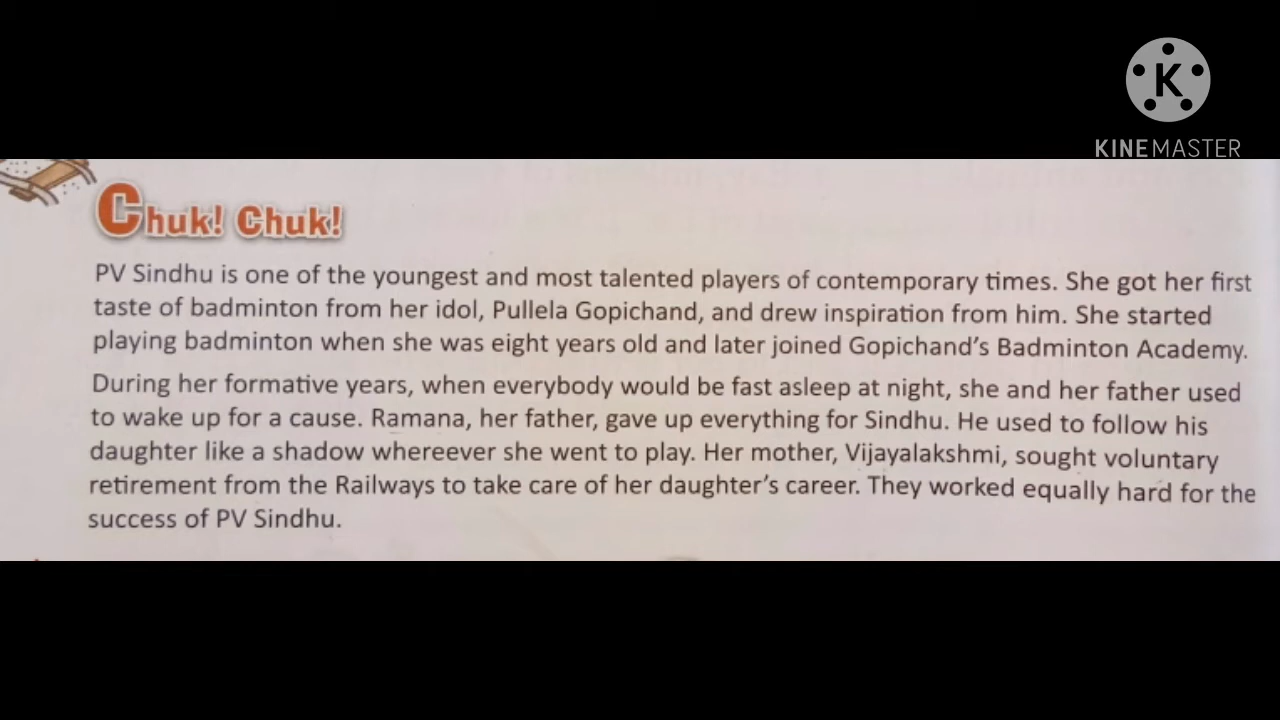 K
KINEMASTER
Chuk! Chuk!
PV Sindhu is one of the youngest and most talented players of contemporary times. She got her first
taste of badminton from her idol, Pullela Gopichand, and drew inspiration from him. She started
playing badminton when she was eight years old and later joined Gopichand's Badminton Academy.
During her formative years, when everybody would be fast asleep at night, she and her father used
to wake up for a cause. Ramana, her father, gave up everything for Sindhu. He used to follow his
daughter like a shadow whereever she went to play. Her mother, Vijayalakshmi, sought voluntary
retirement from the Railways to take care of her daughter's career. They worked equally hard for the
success of PV Sindhu.